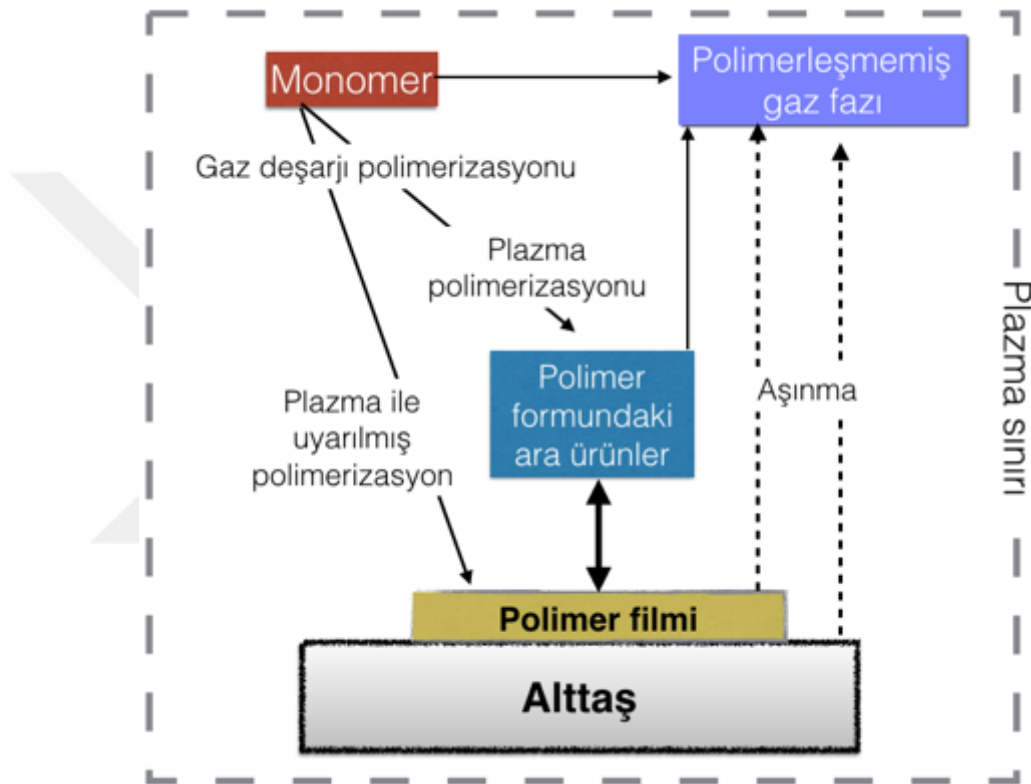 Monomer
Polimerleşmemiş
gaz fazı
Gaz deşarjı polimerizasyonu
Plazma
polimerizasyonu
Plazma sınırı
Polimer
formundaki
ara ürünler
Aşınma
Plazma ile
uyarılmış
polimerizasyon
Polimer filmi
Alttaş